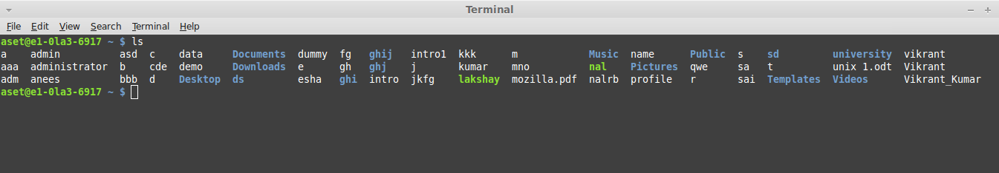 Terminal
File Edit View Search Terminal Help
aset@e1-0la3-6917 ~ $ ls
a admin asd c data Documents dummy fg ghij intro1 kkk m Music name Public s sd university vikrant
aaa administrator b cde demo Downloads e gh ghj j kumar mno nal Pictures qwe sa t unix 1.odt Vikrant
adm anees bbb d Desktop ds esha ghi intro jkfg lakshay mozilla.pdf nalrb profile r sai Templates Videos Vikrant_Kumar
aset@e1-0la3-6917 ~ $